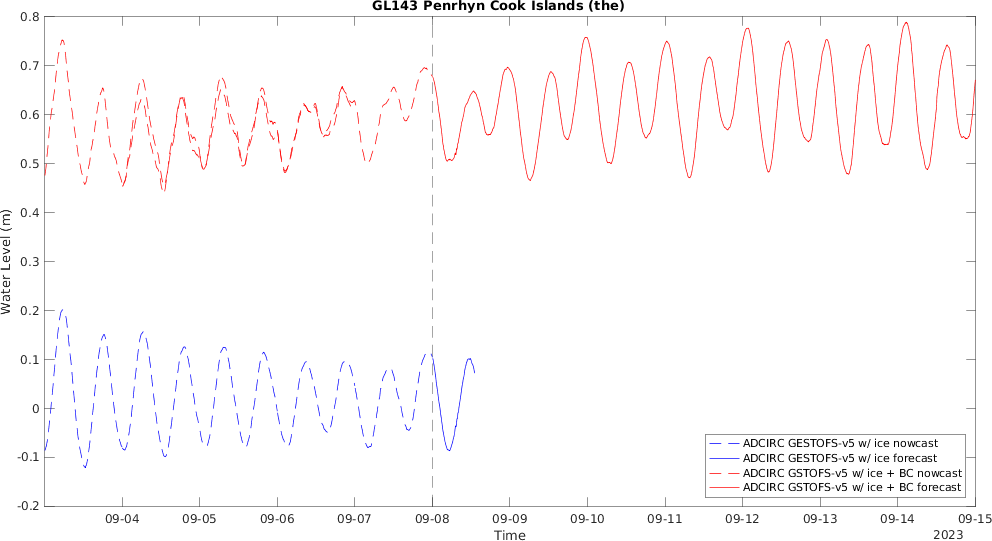 GL143 Penrhyn Cook Islands (the)
0.8
0.7
0.6
0.5
0.4
0.3
0.2
0.1
0
-0.1
-0.2
Water Level (m)
ADCIRC GESTOFS-v5 w/ ice nowcast
ADCIRC GESTOFS-v5 w/ ice forecast
ADCIRC GSTOFS-v5 w/ ice + BC nowcast
ADCIRC GSTOFS-v5 w/ ice + BC forecast
09-04 09-05 09-06 09-07 09-08 09-09 09-10 09-11 09-12 09-13 09-14 09-15
Time
2023